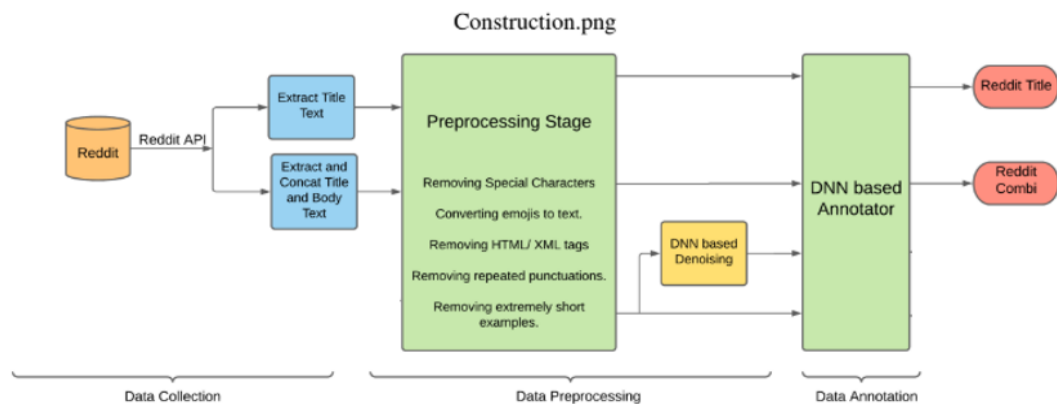 Construction.png
Reddit
Reddit API
Extract Title
Text
Extract and
Concat Title
and Body
Text
Preprocessing Stage
Removing Special Characters
Converting emojis to text.
Removing HTML/ XML tags
Removing repeated punctuations.
Removing extremely short
examples.
DNN based
Denoising
DNN based
Annotator
Reddit Title
Reddit
Combi
Data Collection
Data Preprocessing
Data Annotation